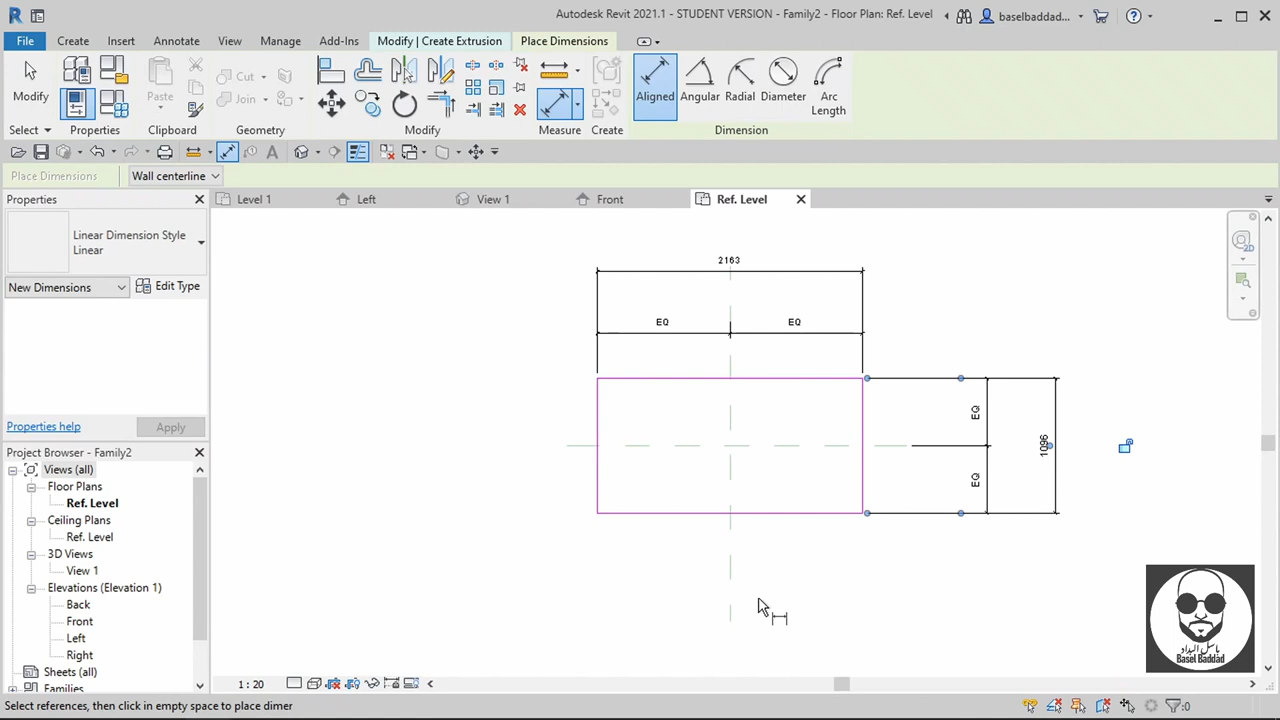 Autodesk Revit 2021.1 - STUDENT VERSION - Family2 - Floor Plan: Ref. Level
baselbaddad...
File Create Insert Annotate View Manage Add-Ins Modify | Create Extrusion Place Dimensions
Modify
Paste
Cut
Join
Aligned Angular Radial Diameter Arc Length
Select Properties Clipboard Geometry Modify Measure Create Dimension
Place Dimensions Wall centerline
Properties
Level 1 Left View 1 Front Ref. Level
Linear Dimension Style
Linear
New Dimensions Edit Type
Properties help Apply
Project Browser - Family2
Views (all)
Floor Plans
Ref. Level
Ceiling Plans
Ref. Level
3D Views
View 1
Elevations (Elevation 1)
Back
Front
Left
Right
Sheets (all)
Families
2163
EQ EQ
EQ
1096
EQ
2D
باسل البداد
Basel Baddad
1 : 20
Select references, then click in empty space to place dimer
:0